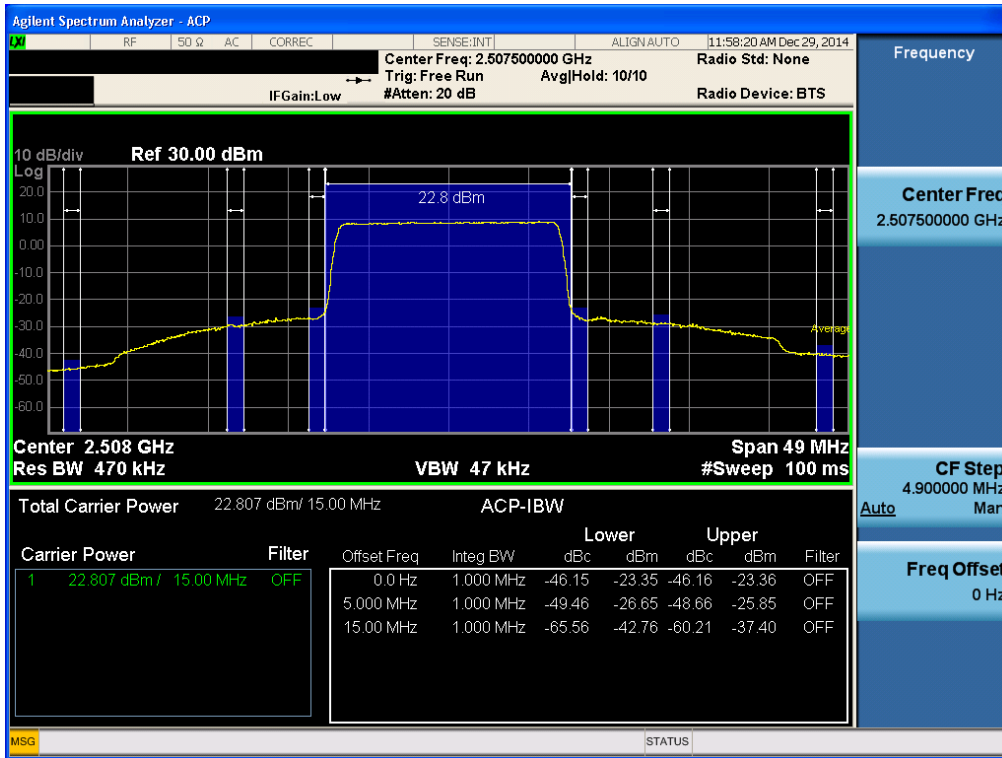 Agilent Spectrum Analyzer - ACP
LXI RF 50 Ω AC CORREC SENSE:INT ALIGN AUTO 11:58:20 AM Dec 29, 2014
Center Freq: 2.507500000 GHz Radio Std: None
Trig: Free Run Avg|Hold: 10/10
IFGain:Low #Atten: 20 dB Radio Device: BTS
10 dB/div Ref 30.00 dBm
Log
20.0
22.8 dBm
10.0
0.00
-10.0
-20.0
-30.0
Average
-40.0
-50.0
-60.0
Center 2.508 GHz Span 49 MHz
Res BW 470 kHz VBW 47 kHz #Sweep 100 ms
Total Carrier Power 22.807 dBm/ 15.00 MHz ACP-IBW
Lower Upper
Carrier Power Filter Offset Freq Integ BW dBc dBm dBc dBm Filter
1 22.807 dBm / 15.00 MHz OFF 0.0 Hz 1.000 MHz -46.15 -23.35 -46.16 -23.36 OFF
5.000 MHz 1.000 MHz -49.46 -26.65 -48.66 -25.85 OFF
15.00 MHz 1.000 MHz -65.56 -42.76 -60.21 -37.40 OFF
MSG STATUS
Frequency
Center Freq
2.507500000 GHz
CF Step
4.900000 MHz
Auto Man
Freq Offset
0 Hz